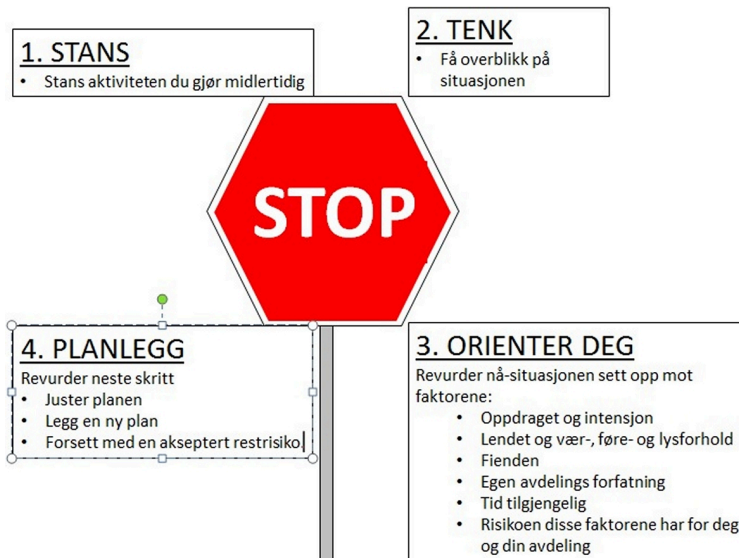 1. STANS
• Stans aktiviteten du gjør midlertidig
2. TENK
• Få overblikk på
situasjonen
STOP
3. ORIENTER DEG
Revurder nå-situasjonen sett opp mot
faktorene:
• Oppdraget og intensjon
• Lendet og vær-, føre- og lysforhold
• Fienden
• Egen avdelings forfatning
• Tid tilgjengelig
• Risikoen disse faktorene har for deg
og din avdeling
4. PLANLEGG
Revurder neste skritt
• Juster planen
• Legg en ny plan
• Forsett med en akseptert restrisiko.